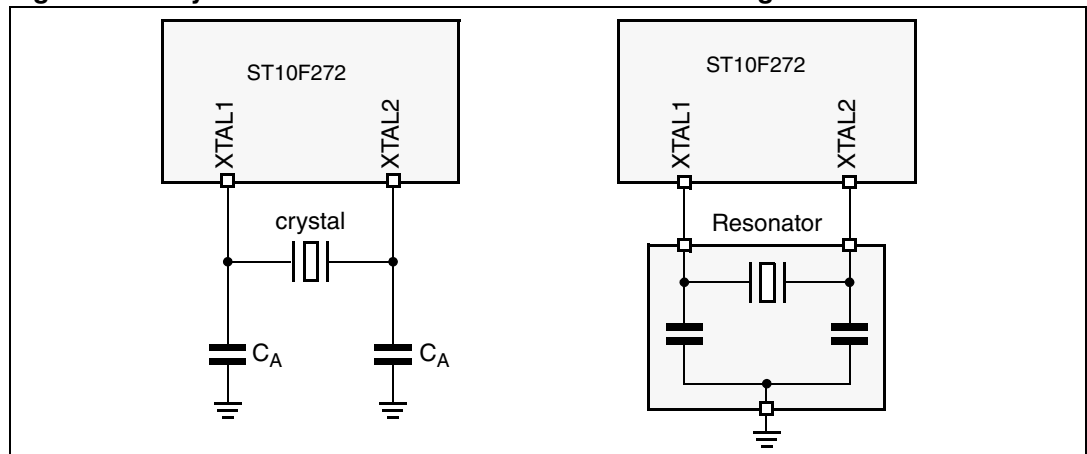 ST10F272
XTAL1
XTAL2
crystal
CA
CA
ST10F272
XTAL1
XTAL2
Resonator